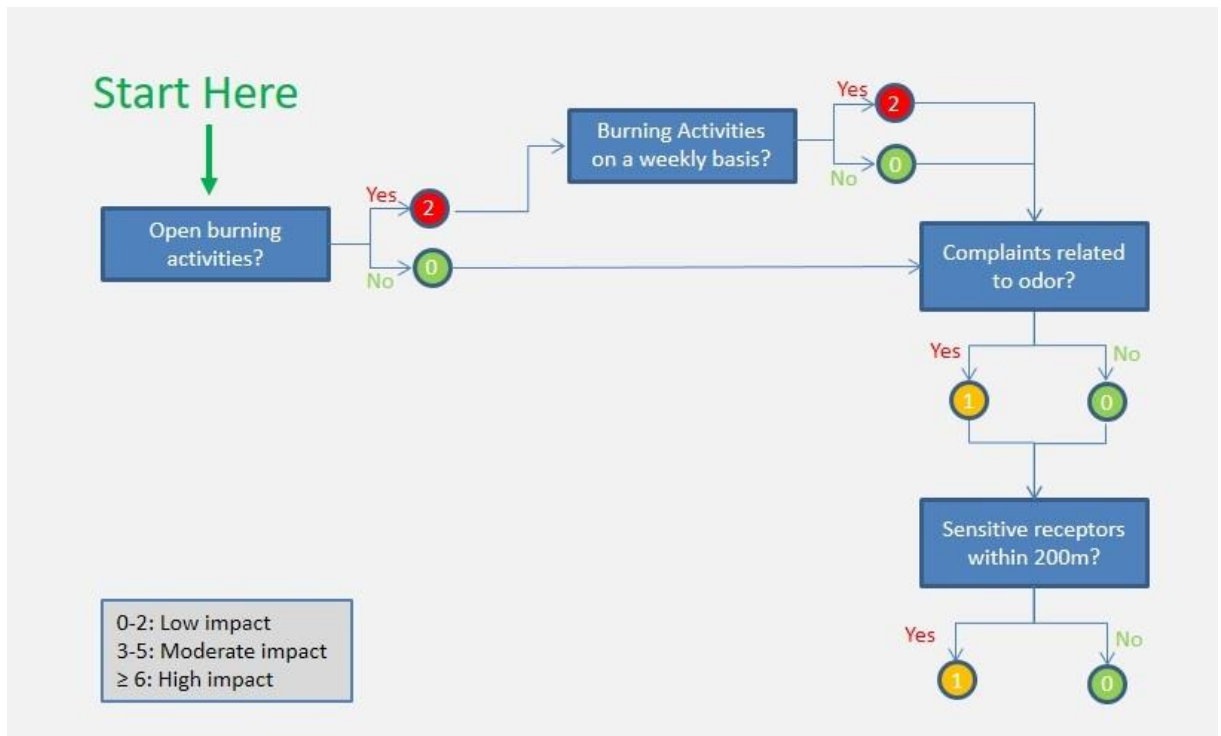 Start Here
Open burning
activities?
Yes
2
No
0
Burning Activities
on a weekly basis?
Yes
2
No
0
Complaints related
to odor?
Yes
1
No
0
Sensitive receptors
within 200m?
Yes
1
No
0
0-2: Low impact
3-5: Moderate impact
≥ 6: High impact